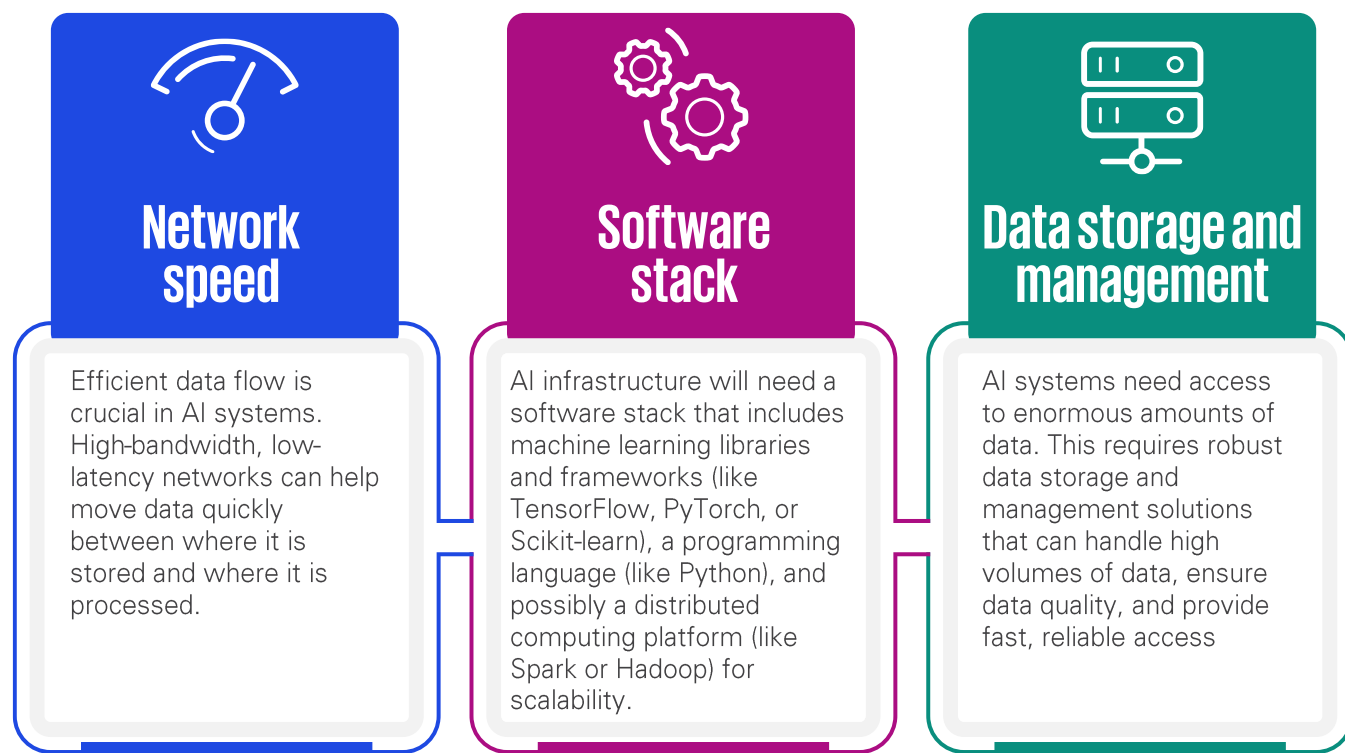 Network
speed
Efficient data flow is
crucial in AI systems.
High-bandwidth, low-
latency networks can help
move data quickly
between where it is
stored and where it is
processed.
Software
stack
AI infrastructure will need a
software stack that includes
machine learning libraries
and frameworks (like
TensorFlow, PyTorch, or
Scikit-learn), a programming
language (like Python), and
possibly a distributed
computing platform (like
Spark or Hadoop) for
scalability.
Data storage and
management
AI systems need access
to enormous amounts of
data. This requires robust
data storage and
management solutions
that can handle high
volumes of data, ensure
data quality, and provide
fast, reliable access